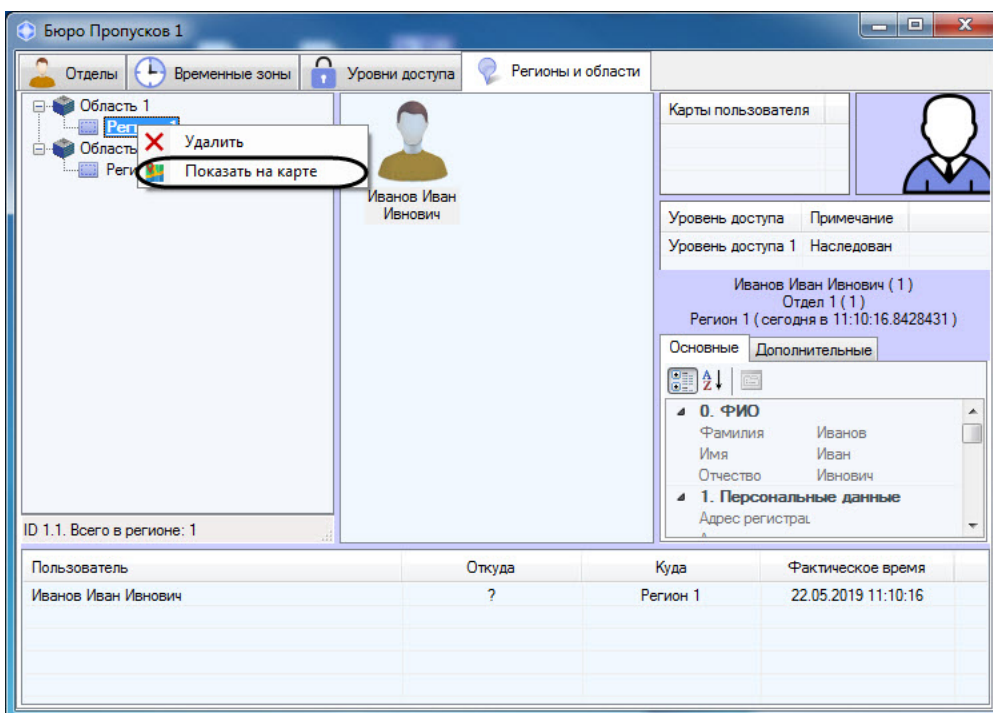 Бюро Пропусков 1
Отделы Временные зоны Уровни доступа Регионы и области
Область 1
Область
Удалить
Показать на карте
Иванов Иван
Ивнович
Карты пользователя
Уровень доступа Примечание
Уровень доступа 1 Наследован
Иванов Иван Ивнович ( 1 )
Отдел 1 ( 1 )
Регион 1 ( сегодня в 11:10:16.8428431 )
Основные Дополнительные
0. ФИО
Фамилия Иванов
Имя Иван
Отчество Ивнович
1. Персональные данные
Адрес регистрац
ID 1.1. Всего в регионе: 1
Пользователь Откуда Куда Фактическое время
Иванов Иван Ивнович ? Регион 1 22.05.2019 11:10:16